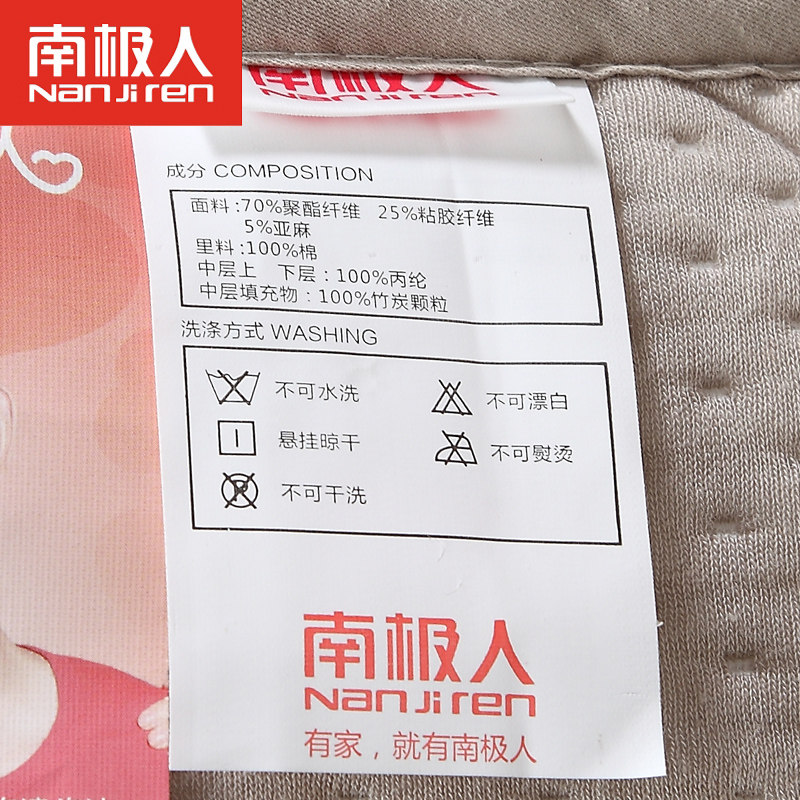 南极人
NanJiren
南极人
NanJiren
成分 COMPOSITION
面料:70%聚酯纤维 25%粘胶纤维
5%亚麻
里料:100%棉
中层上 下层:100%丙纶
中层填充物:100%竹炭颗粒
洗涤方式 WASHING
不可水洗 不可漂白
悬挂晾干 不可熨烫
P 不可干洗
南极人
NanJiren
有家，就有南极人